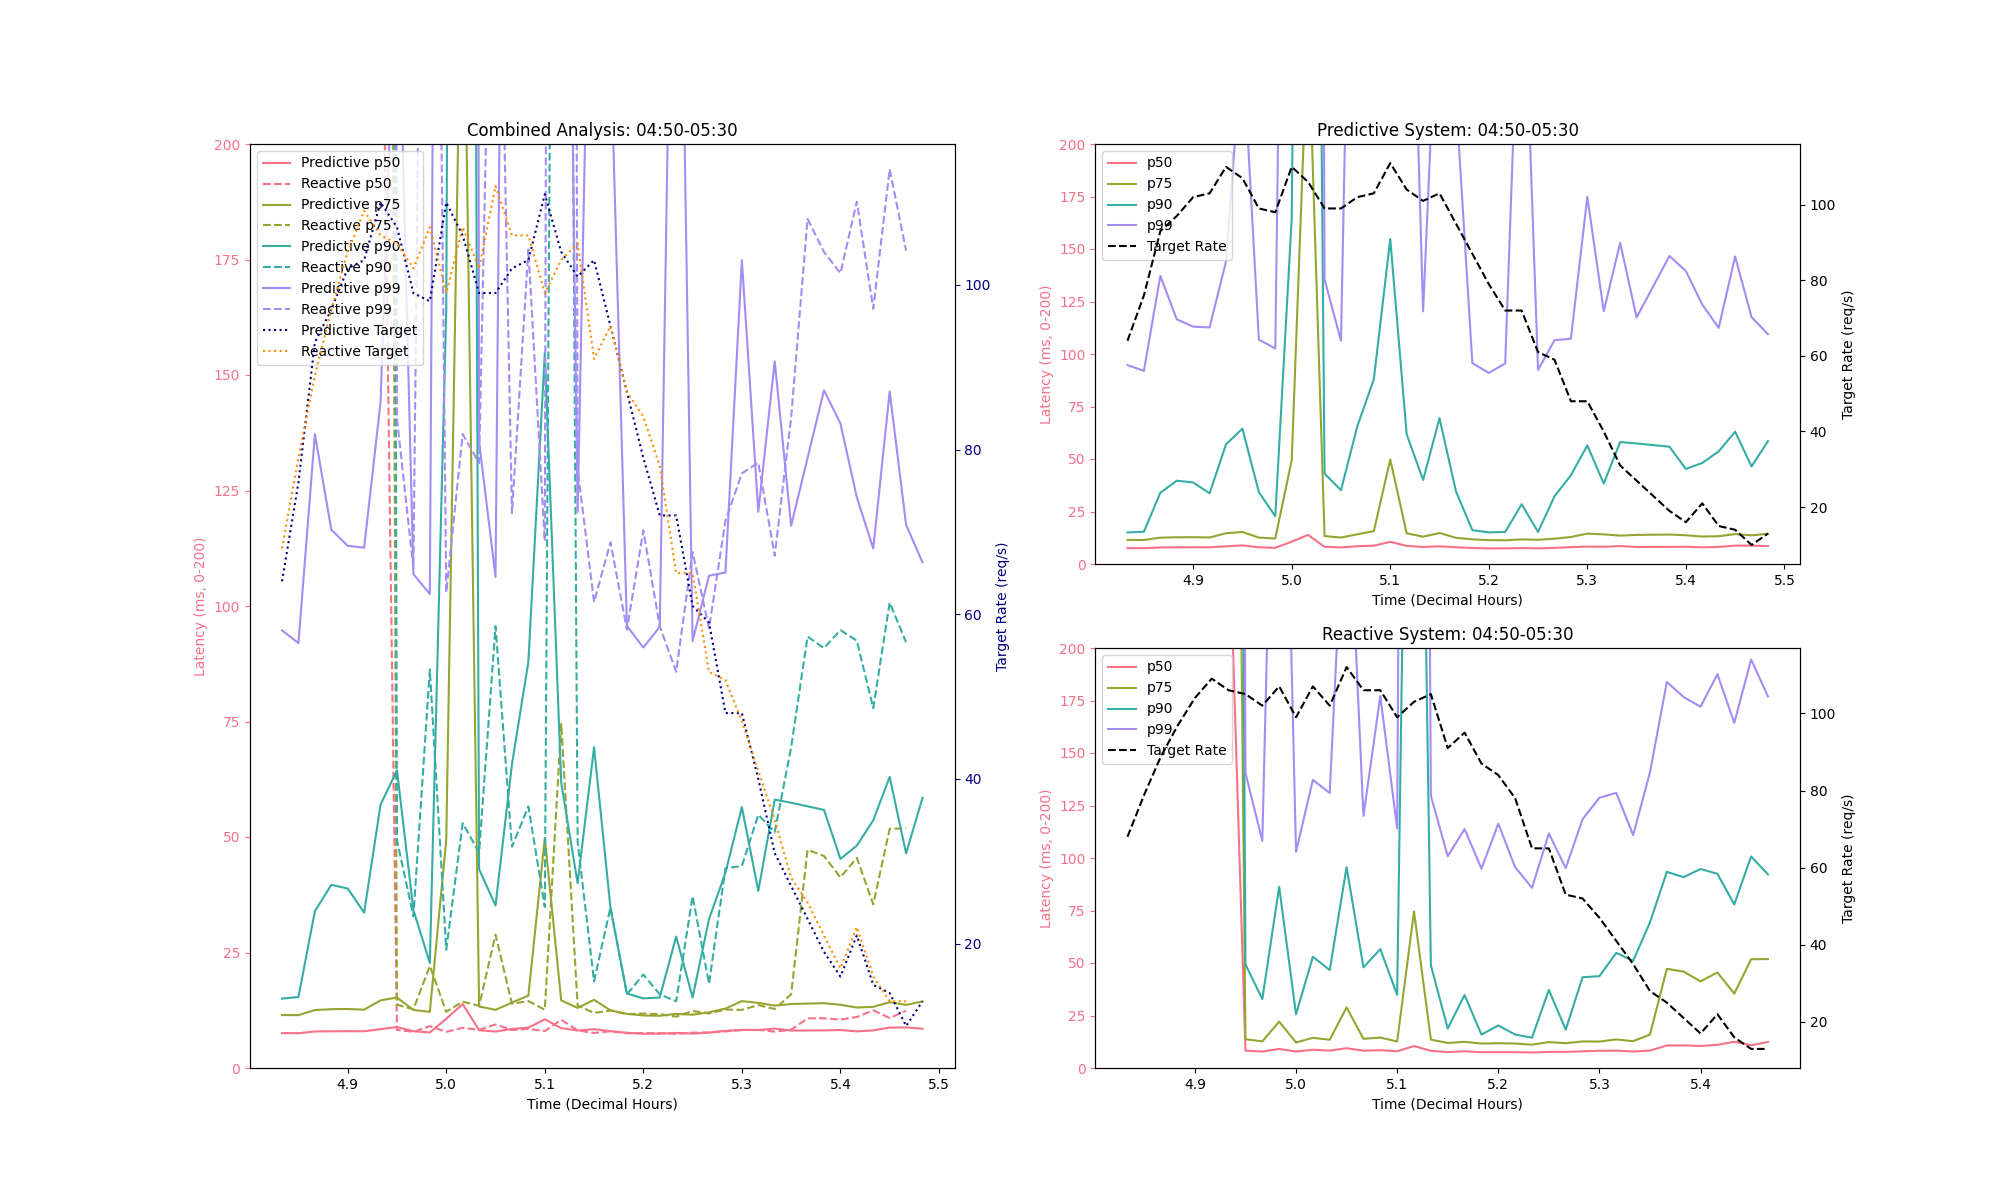 Combined Analysis: 04:50-05:30
200
175
150
125
100
75
50
25
0
Latency (ms, 0-200)
Predictive p50
Reactive p50
Predictive p75
Reactive p75
Predictive p90
Reactive p90
Predictive p99
Reactive p99
Predictive Target
Reactive Target
100
80
60
40
20
Target Rate (req/s)
4.9 5.0 5.1 5.2 5.3 5.4 5.5
Time (Decimal Hours)
Predictive System: 04:50-05:30
200
175
150
125
100
75
50
25
0
Latency (ms, 0-200)
p50
p75
p90
p99
Target Rate
100
80
60
40
20
Target Rate (req/s)
4.9 5.0 5.1 5.2 5.3 5.4 5.5
Time (Decimal Hours)
Reactive System: 04:50-05:30
200
175
150
125
100
75
50
25
0
Latency (ms, 0-200)
p50
p75
p90
p99
Target Rate
100
80
60
40
20
Target Rate (req/s)
4.9 5.0 5.1 5.2 5.3 5.4
Time (Decimal Hours)